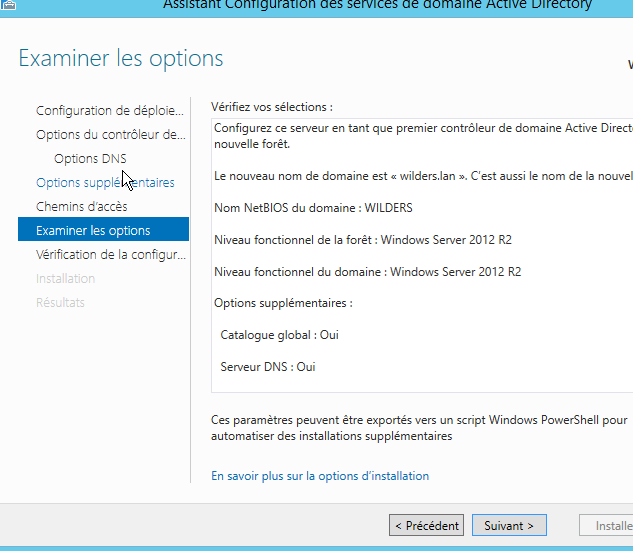 Assistant Configuration des services de domaine Active Directory
Examiner les options
Configuration de déploie...
Options du contrôleur de...
Options DNS
Options supplémentaires
Chemins d'accès
Examiner les options
Vérification de la configur...
Installation
Résultats
Vérifiez vos sélections :
Configurez ce serveur en tant que premier contrôleur de domaine Active Direct
nouvelle forêt.
Le nouveau nom de domaine est « wilders.lan ». C'est aussi le nom de la nouvel
Nom NetBIOS du domaine : WILDERS
Niveau fonctionnel de la forêt : Windows Server 2012 R2
Niveau fonctionnel du domaine : Windows Server 2012 R2
Options supplémentaires :
Catalogue global : Oui
Serveur DNS : Oui
Ces paramètres peuvent être exportés vers un script Windows PowerShell pour
automatiser des installations supplémentaires
En savoir plus sur la options d'installation
< Précédent
Suivant >
Installe